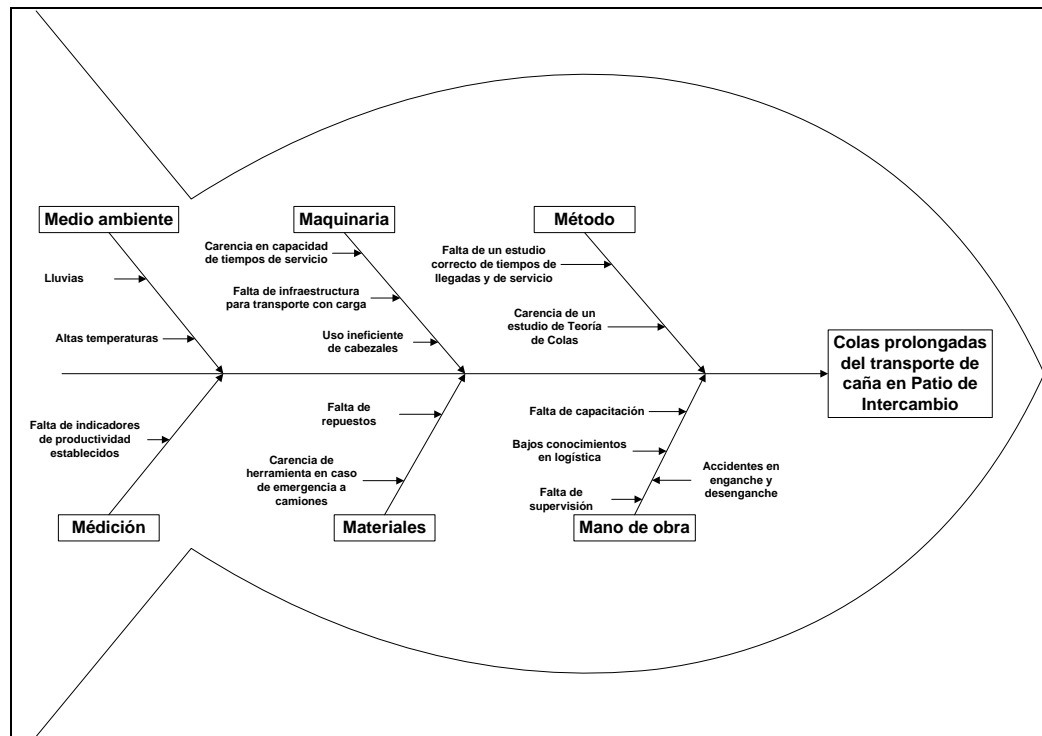 Medio ambiente
Lluvias
Altas temperaturas
Maquinaria
Carencia en capacidad
de tiempos de servicio
Falta de infraestructura
para transporte con carga
Uso ineficiente
de cabezales
Método
Falta de un estudio
correcto de tiempos de
llegadas y de servicio
Carencia de un
estudio de Teoría
de Colas
Colas prolongadas
del transporte de
caña en Patio de
Intercambio
Falta de indicadores
de productividad
establecidos
Médición
Falta de
repuestos
Carencia de
herramienta en caso
de emergencia a
camiones
Materiales
Falta de capacitación
Bajos conocimientos
en logística
Accidentes en
enganche y
desenganche
Falta de
supervisión
Mano de obra